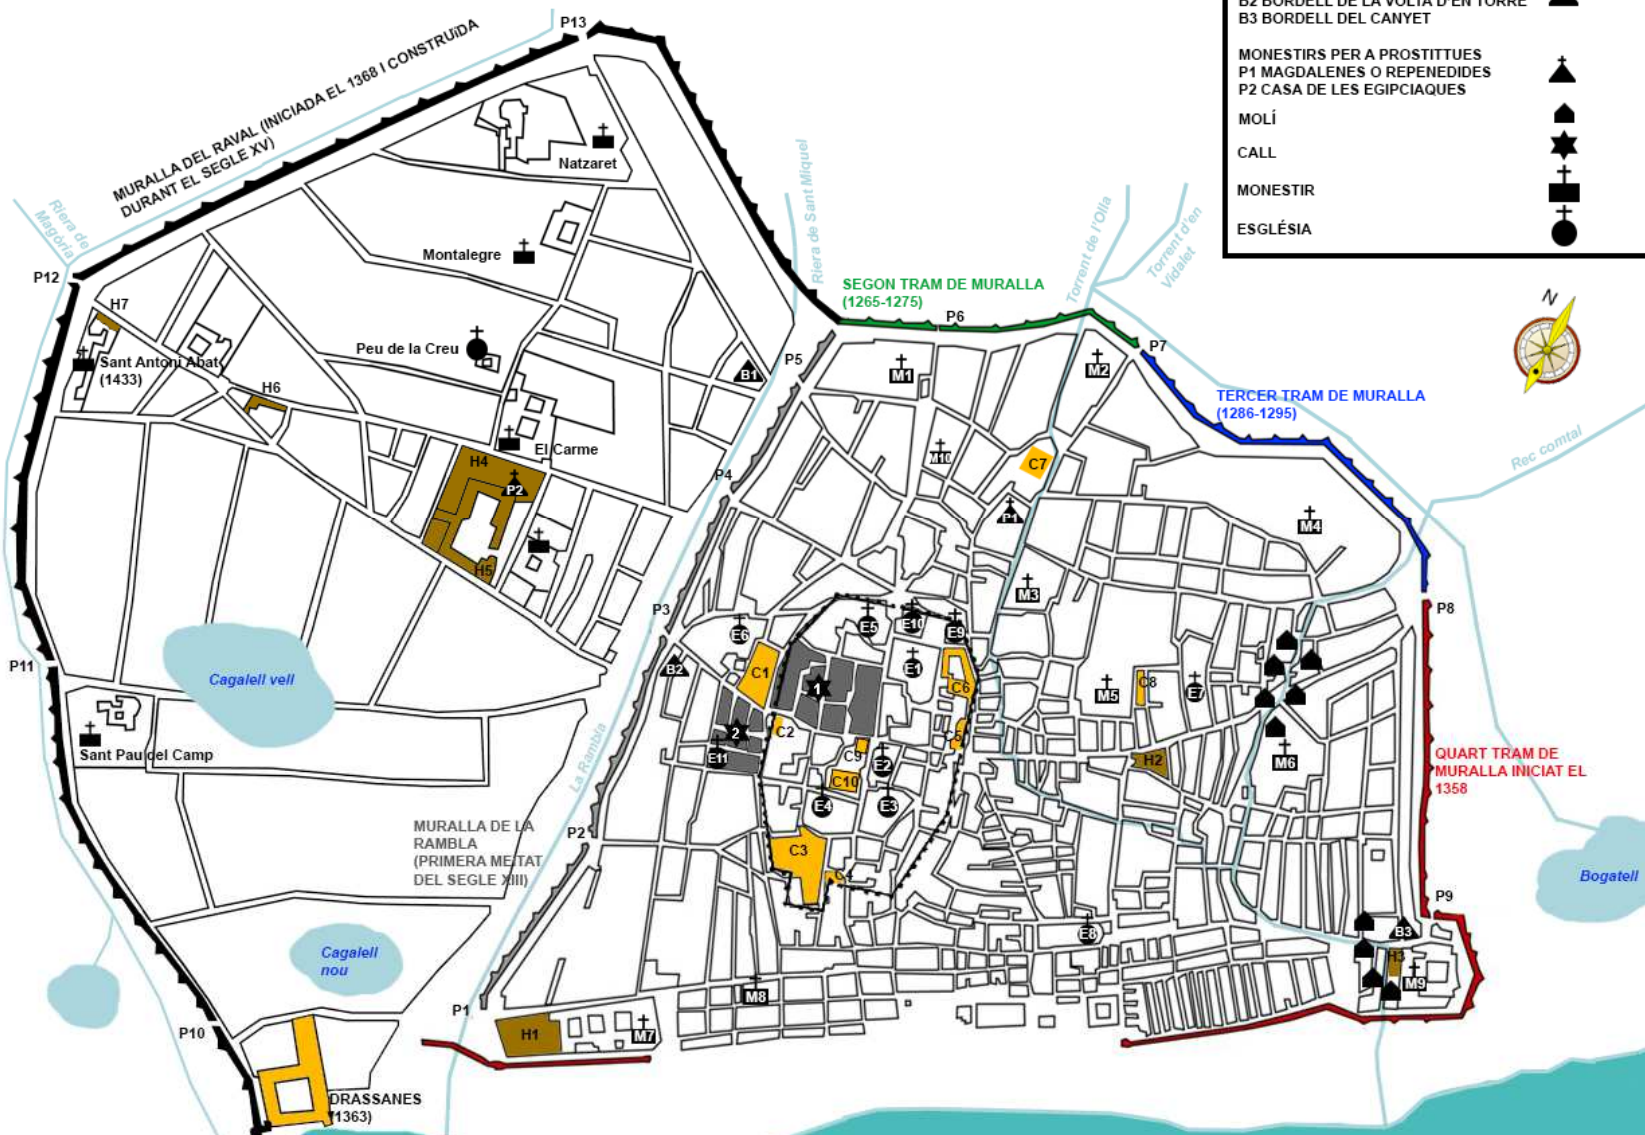 B2 BORDELL DE LA VOLTA D'EN TORRE
B3 BORDELL DEL CANYET
MONESTIRS PER A PROSTITTUES
P1 MAGDALENES O REPENEDIDES
P2 CASA DE LES EGIPCIAQUES
MOLÍ
CALL
MONESTIR
ESGLÉSIA
N
P13
MURALLA DEL RAVAL (INICIADA EL 1368 I CONSTRUïDA
DURANT EL SEGLE XV)
Riera de
Magòria
P12
H7
Sant Antoni Abat
(1433)
H6
Natzaret
Montalegre
Peu de la Creu
El Carme
H4
P2
H5
B1
P5
P4
P3
Riera de Sant Miquel
SEGON TRAM DE MURALLA
(1265-1275)
P6
Torrent de l'Olla
Torrent d'en
Vidalet
P7
TERCER TRAM DE MURALLA
(1286-1295)
Rec comtal
M1
M2
M10
C7
P1
M4
M3
P8
E6
E5
E10
E9
B2
C1
1
E1
C6
M5
C8
E7
2
C2
C5
E11
C9
E2
C10
H2
M6
E4
E3
C3
C4
QUART TRAM DE
MURALLA INICIAT EL
1358
P11
Cagalell vell
Sant Pau del Camp
La Rambla
MURALLA DE LA
RAMBLA
(PRIMERA MEITAT
DEL SEGLE XIII)
P2
Bogatell
P9
E8
B3
H3
M9
Cagalell
nou
M8
P1
H1
M7
P10
DRASSANES
(1363)